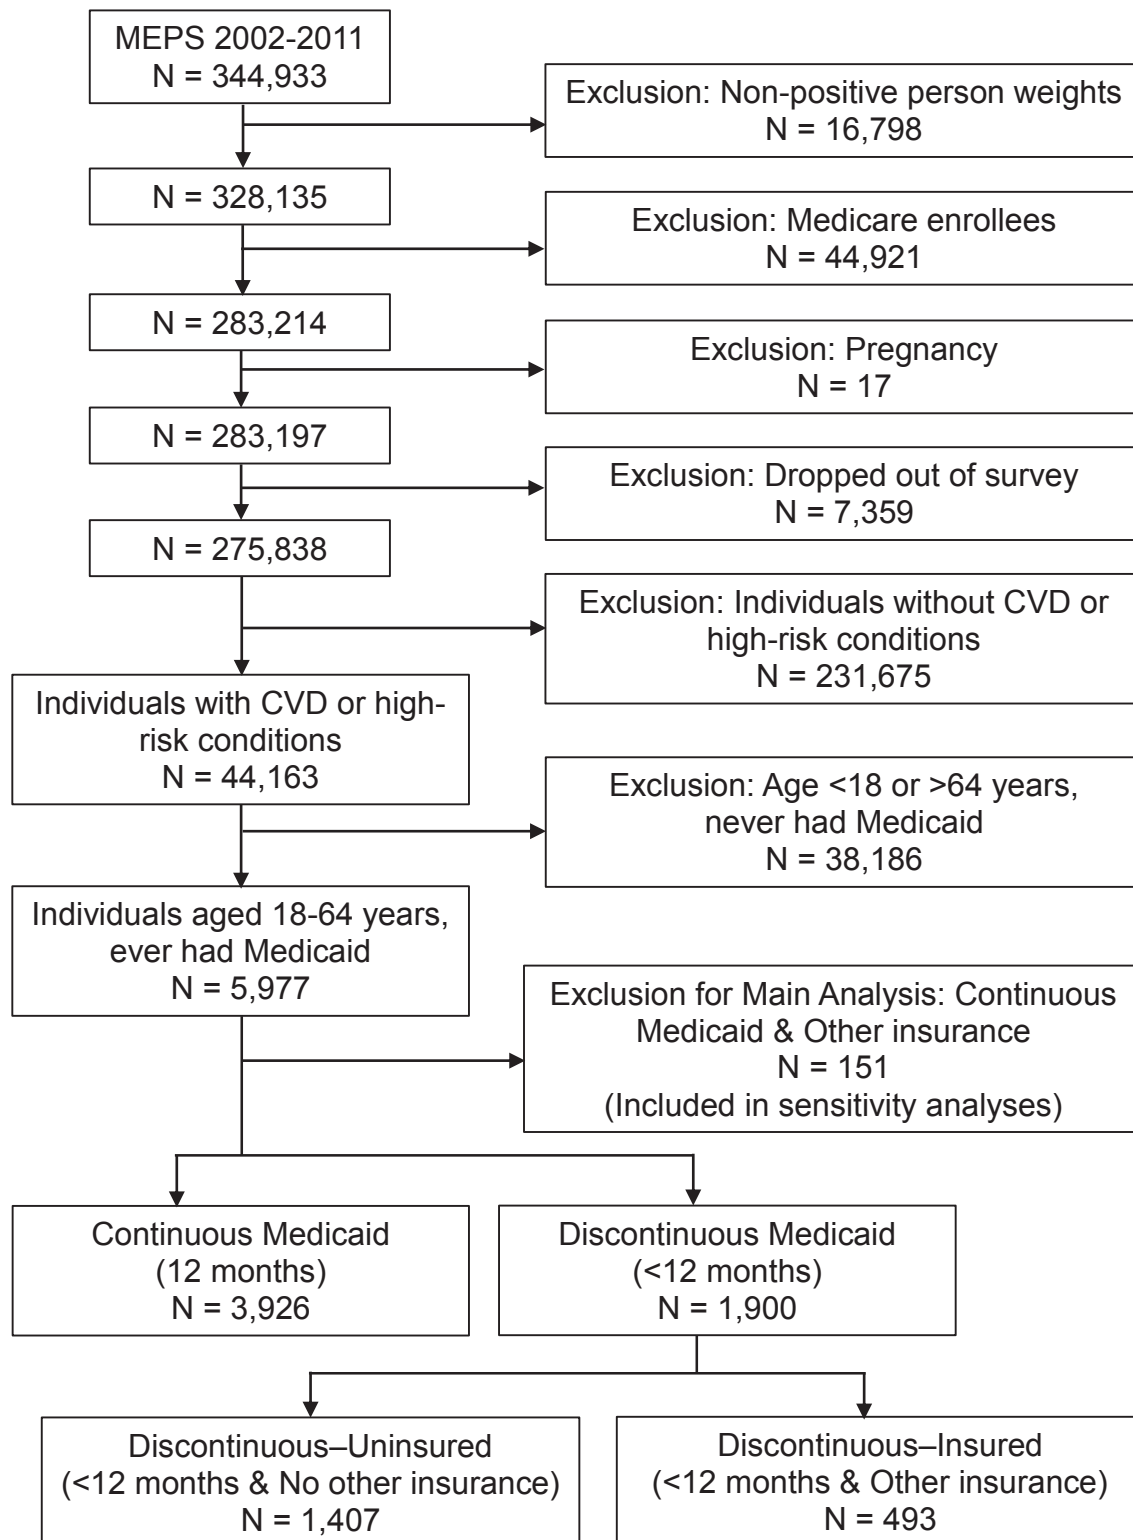 MEPS 2002-2011
N = 344,933
Exclusion: Non-positive person weights
N = 16,798
N = 328,135
Exclusion: Medicare enrollees
N = 44,921
N = 283,214
Exclusion: Pregnancy
N = 17
N = 283,197
Exclusion: Dropped out of survey
N = 7,359
N = 275,838
Exclusion: Individuals without CVD or
high-risk conditions
N = 231,675
Individuals with CVD or high-
risk conditions
N = 44,163
Exclusion: Age <18 or >64 years,
never had Medicaid
N = 38,186
Individuals aged 18-64 years,
ever had Medicaid
N = 5,977
Exclusion for Main Analysis: Continuous
Medicaid & Other insurance
N = 151
(Included in sensitivity analyses)
Continuous Medicaid
(12 months)
N = 3,926
Discontinuous Medicaid
(<12 months)
N = 1,900
Discontinuous–Uninsured
(<12 months & No other insurance)
N = 1,407
Discontinuous–Insured
(<12 months & Other insurance)
N = 493